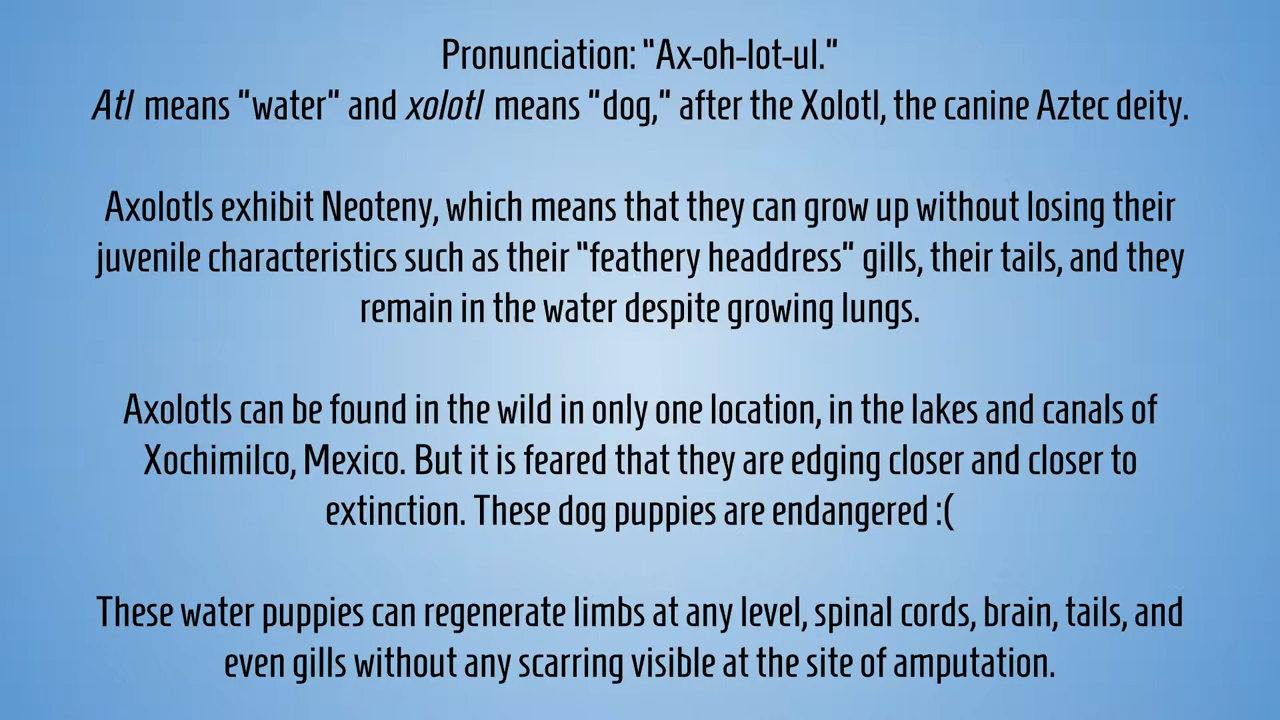 Pronunciation: "Ax-oh-lot-ul."
Atl means "water" and xolotl means "dog," after the Xolotl, the canine Aztec deity.
Axolotls exhibit Neoteny, which means that they can grow up without losing their
juvenile characteristics such as their "feathery headdress" gills, their tails, and they
remain in the water despite growing lungs.
Axolotls can be found in the wild in only one location, in the lakes and canals of
Xochimilco, Mexico. But it is feared that they are edging closer and closer to
extinction. These dog puppies are endangered :(
These water puppies can regenerate limbs at any level, spinal cords, brain, tails, and
even gills without any scarring visible at the site of amputation.